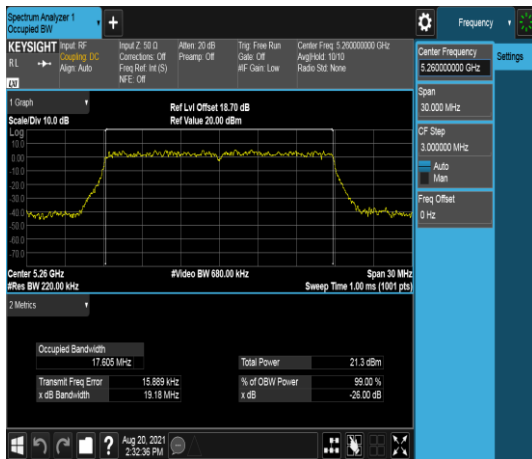 Spectrum Analyzer 1
Occupied BW
+
Frequency
KEYSIGHT
Input: RF
Input Z: 50 Ω
Atten: 20 dB
Trig: Free Run
Center Freq: 5.260000000 GHz
RL
Coupling: DC
Corrections: Off
Preamp: Off
Gate: Off
Avg|Hold: 10/10
Align: Auto
Freq Ref: Int (S)
#IF Gain: Low
Radio Std: None
NFE: Off
LXI
Center Frequency
5.260000000 GHz
Settings
Span
30.000 MHz
CF Step
3.000000 MHz
Auto
Man
Freq Offset
0 Hz
1 Graph
Ref Lvl Offset 18.70 dB
Scale/Div 10.0 dB
Ref Value 20.00 dBm
Log
10.0
0.00
-10.0
-20.0
-30.0
-40.0
-50.0
-60.0
-70.0
Center 5.26 GHz
#Video BW 680.00 kHz
Span 30 MHz
#Res BW 220.00 kHz
Sweep Time 1.00 ms (1001 pts)
2 Metrics
Occupied Bandwidth
17.605 MHz
Total Power
21.3 dBm
Transmit Freq Error
15.889 kHz
% of OBW Power
99.00 %
x dB Bandwidth
19.18 MHz
x dB
-26.00 dB
?
Aug 20, 2021
2:32:36 PM